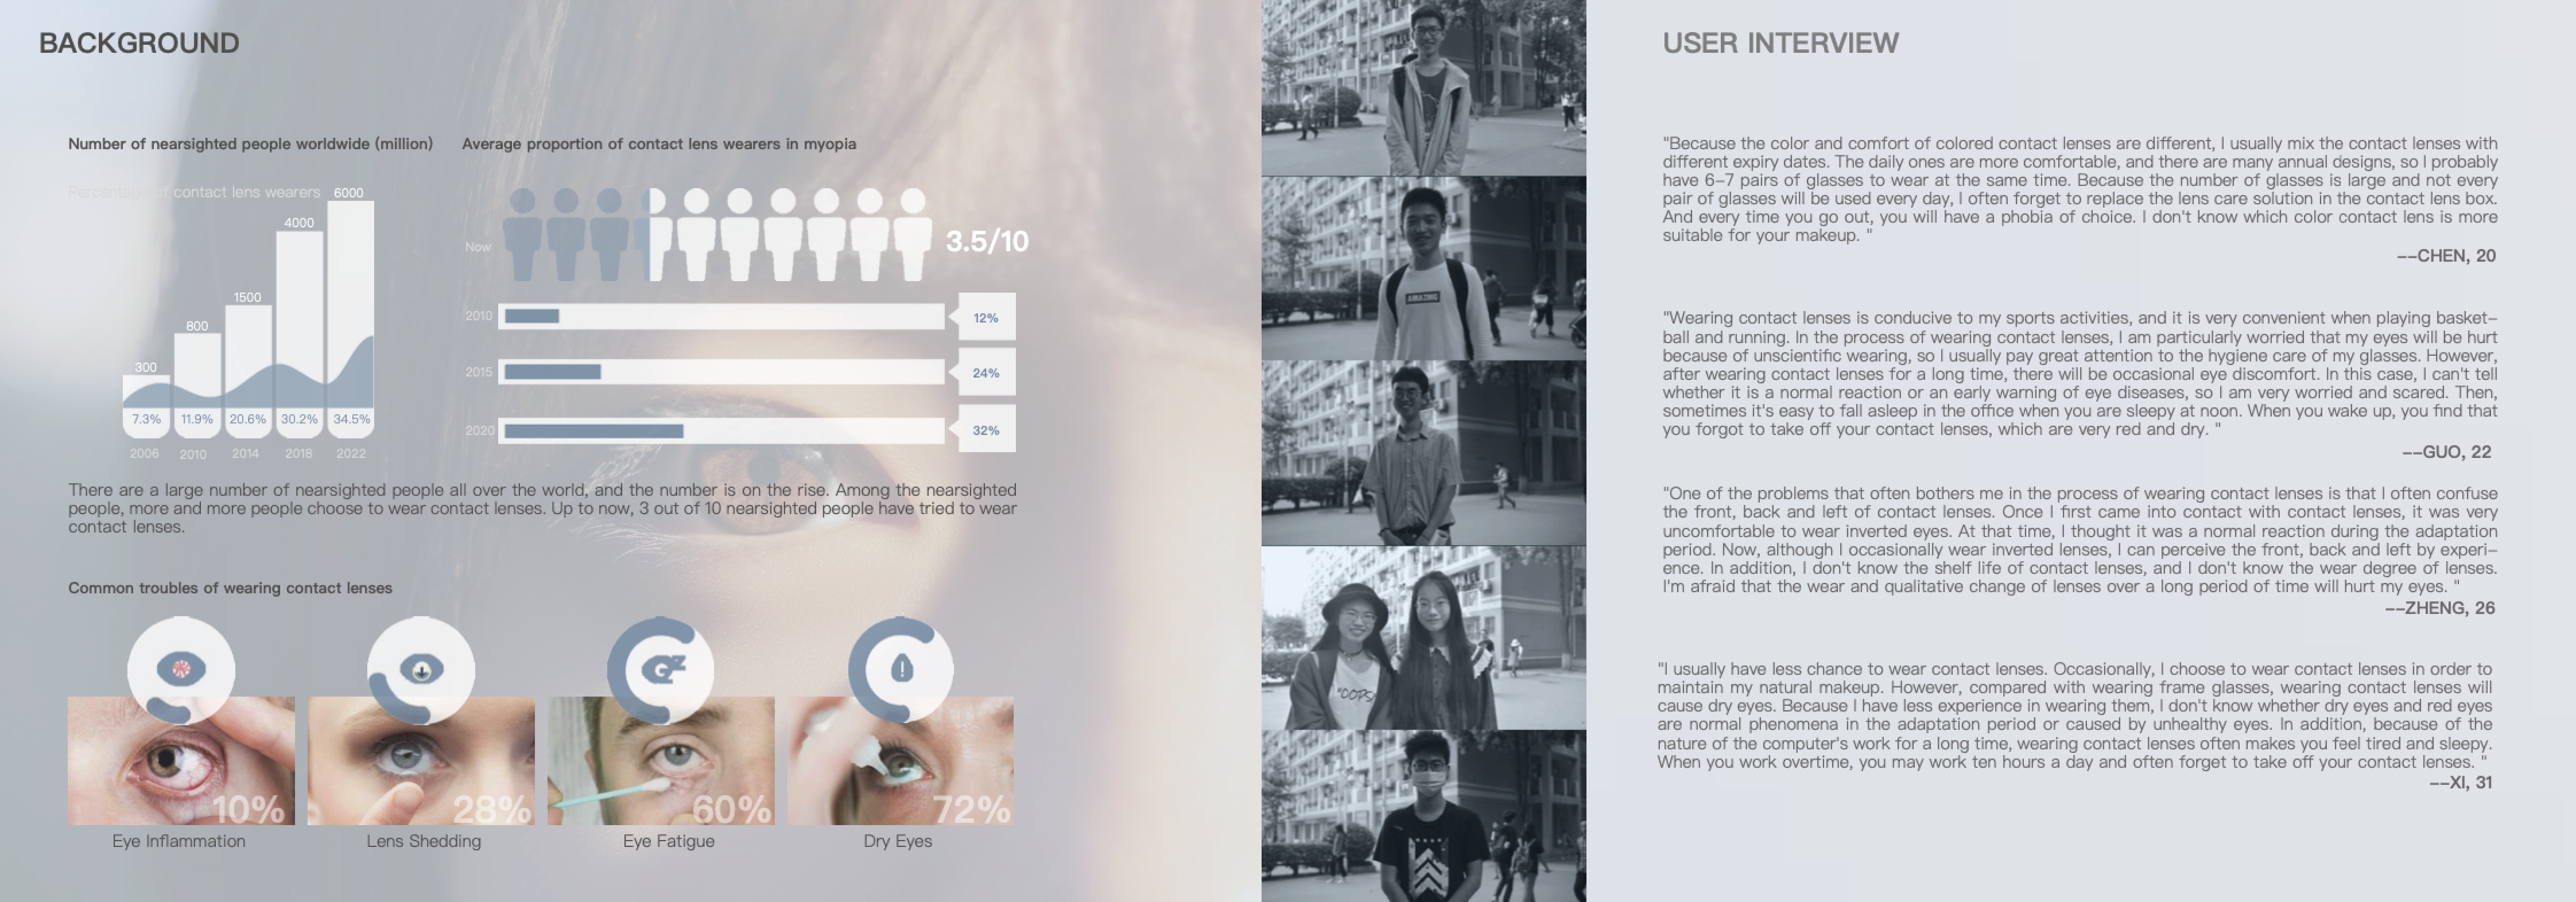 BACKGROUND
Number of nearsighted people worldwide (million)
Percentage of contact lens wearers
6000
4000
1500
800
300
7.3%
11.9%
20.6%
30.2%
34.5%
2006
2010
2014
2018
2022
Average proportion of contact lens wearers in myopia
Now
3.5/10
2010
12%
2015
24%
2020
32%
There are a large number of nearsighted people all over the world, and the number is on the rise. Among the nearsighted
people, more and more people choose to wear contact lenses. Up to now, 3 out of 10 nearsighted people have tried to wear
contact lenses.
Common troubles of wearing contact lenses
10%
28%
60%
72%
Eye Inflammation
Lens Shedding
Eye Fatigue
Dry Eyes
AMAZING
"OOPS
USER INTERVIEW
"Because the color and comfort of colored contact lenses are different, I usually mix the contact lenses with
different expiry dates. The daily ones are more comfortable, and there are many annual designs, so I probably
have 6-7 pairs of glasses to wear at the same time. Because the number of glasses is large and not every
pair of glasses will be used every day, I often forget to replace the lens care solution in the contact lens box.
And every time you go out, you will have a phobia of choice. I don't know which color contact lens is more
suitable for your makeup. "
--CHEN, 20
"Wearing contact lenses is conducive to my sports activities, and it is very convenient when playing basket-
ball and running. In the process of wearing contact lenses, I am particularly worried that my eyes will be hurt
because of unscientific wearing, so I usually pay great attention to the hygiene care of my glasses. However,
after wearing contact lenses for a long time, there will be occasional eye discomfort. In this case, I can't tell
whether it is a normal reaction or an early warning of eye diseases, so I am very worried and scared. Then,
sometimes it's easy to fall asleep in the office when you are sleepy at noon. When you wake up, you find that
you forgot to take off your contact lenses, which are very red and dry. "
--GUO, 22
"One of the problems that often bothers me in the process of wearing contact lenses is that I often confuse
the front, back and left of contact lenses. Once I first came into contact with contact lenses, it was very
uncomfortable to wear inverted eyes. At that time, I thought it was a normal reaction during the adaptation
period. Now, although I occasionally wear inverted lenses, I can perceive the front, back and left by experi-
ence. In addition, I don't know the shelf life of contact lenses, and I don't know the wear degree of lenses.
I'm afraid that the wear and qualitative change of lenses over a long period of time will hurt my eyes. "
--ZHENG, 26
"I usually have less chance to wear contact lenses. Occasionally, I choose to wear contact lenses in order to
maintain my natural makeup. However, compared with wearing frame glasses, wearing contact lenses will
cause dry eyes. Because I have less experience in wearing them, I don't know whether dry eyes and red eyes
are normal phenomena in the adaptation period or caused by unhealthy eyes. In addition, because of the
nature of the computer's work for a long time, wearing contact lenses often makes you feel tired and sleepy.
When you work overtime, you may work ten hours a day and often forget to take off your contact lenses. "
--XI, 31